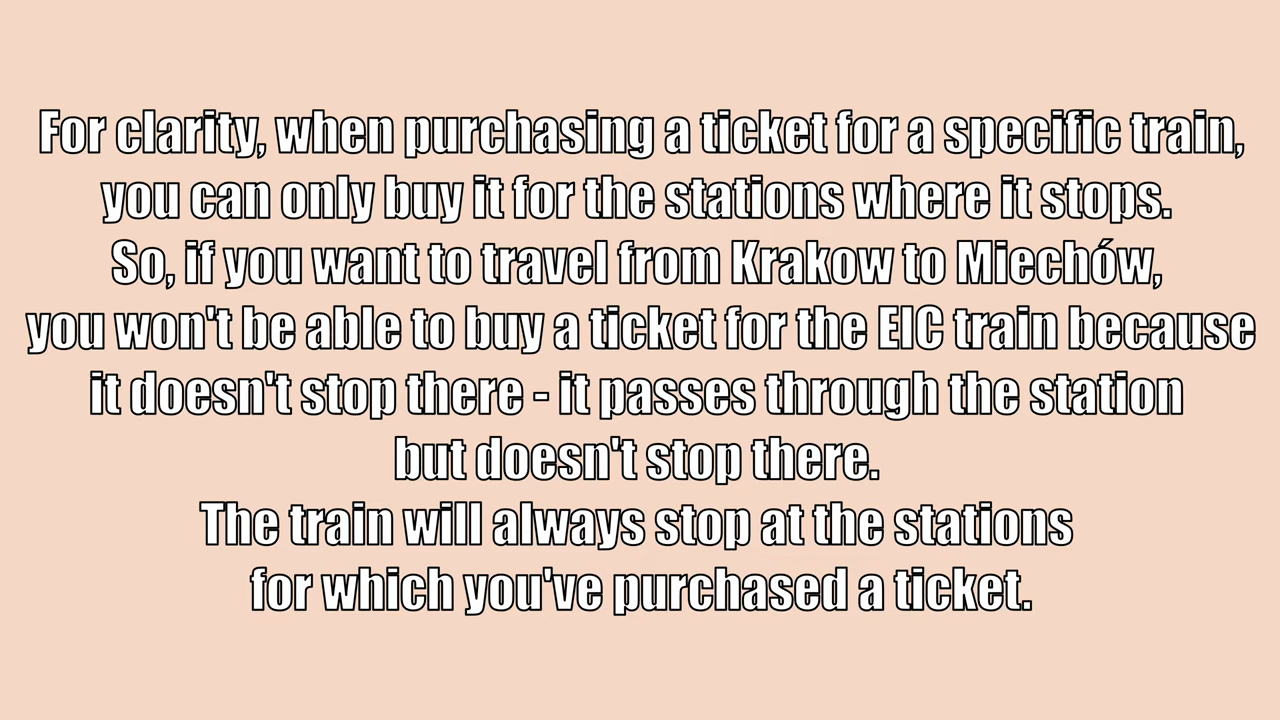 For clarity, when purchasing a ticket for a specific train,
you can only buy it for the stations where it stops.
So, if you want to travel from Krakow to Miechów,
you won't be able to buy a ticket for the EIC train because
it doesn't stop there - it passes through the station
but doesn't stop there.
The train will always stop at the stations
for which you've purchased a ticket.